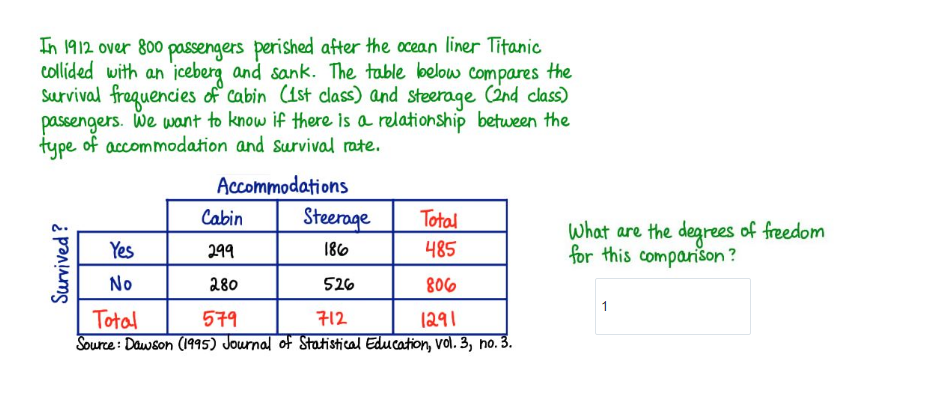 In 1912 over 800 passengers perished after the ocean liner Titanic
collided with an iceberg and sank. The table below compares the
survival frequencies of cabin (1st class) and steerage (2nd class)
passengers. We want to know if there is a relationship between the
type of accommodation and survival rate.
Accommodations
Cabin Steerage Total
Survived?
Yes 299 186 485
No 280 526 806
Total 579 712 1291
Source: Dawson (1995) Journal of Statistical Education, vol. 3, no. 3.
What are the degrees of freedom
for this comparison?
1